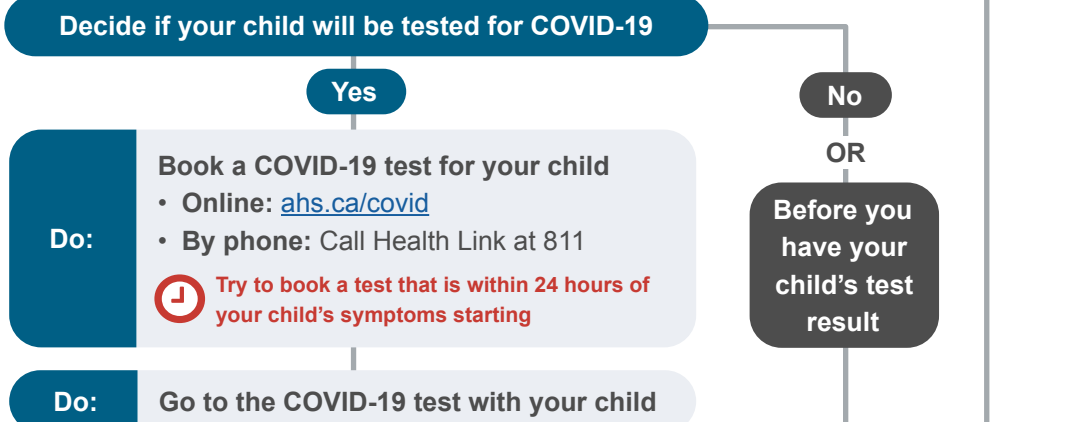 Decide if your child will be tested for COVID-19
Yes
Do:
Book a COVID-19 test for your child
• Online: ahs.ca/covid
• By phone: Call Health Link at 811
Try to book a test that is within 24 hours of
your child's symptoms starting
Do:
Go to the COVID-19 test with your child
No
OR
Before you
have your
child's test
result